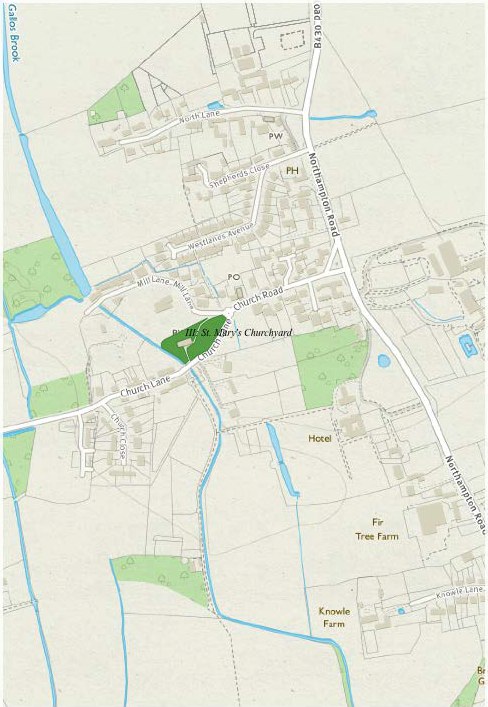 Gallos Brook
B430
North Lane
PW
Shepherds Close
PH
Northampton Road
Westlanes Avenue
Mill Lane
Mill Lane
PO
Church Road
III: St. Mary's Churchyard
Church Lane
Church Lane
Church Close
Hotel
Northampton Road
Fir
Tree Farm
Knowle Lane
Knowle
Farm